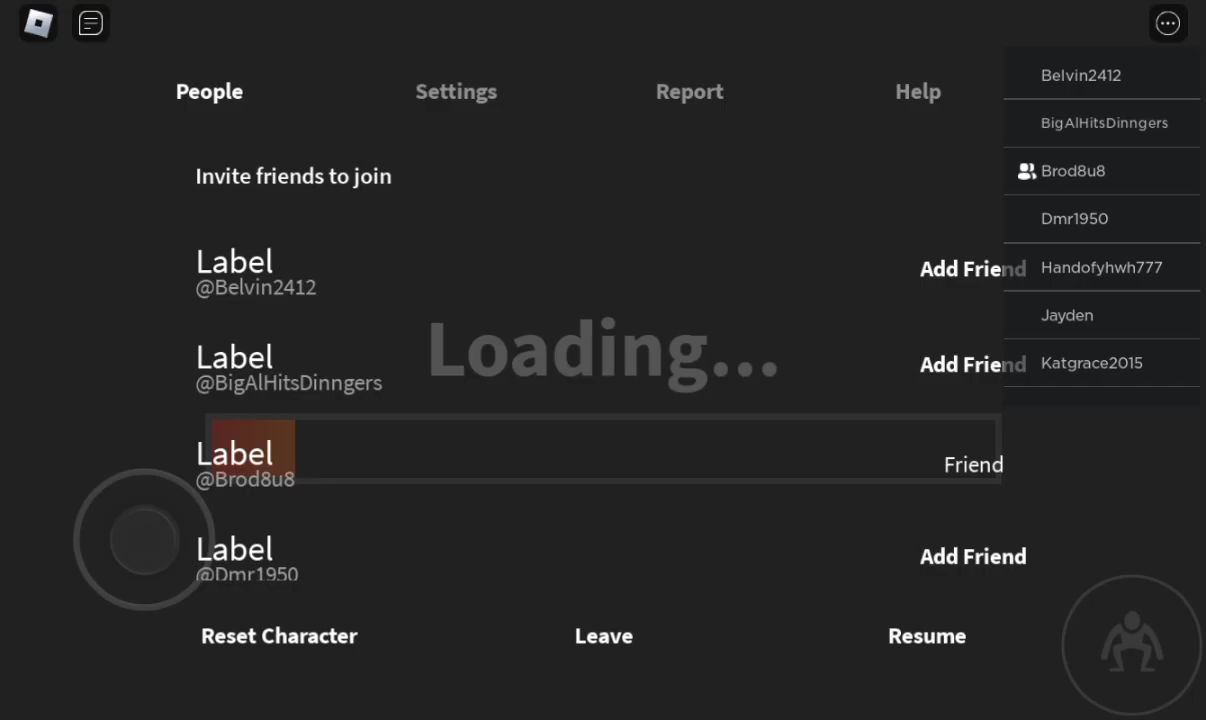 People Settings Report Help
Invite friends to join
Label
@Belvin2412
Add Friend
Label
@BigAlHitsDinngers
Add Friend
Loading...
Label
@Brod8u8
Friend
Label
@Dmr1950
Add Friend
Reset Character Leave Resume
Belvin2412
BigAlHitsDinngers
Brod8u8
Dmr1950
Handofyhwh777
Jayden
Katgrace2015